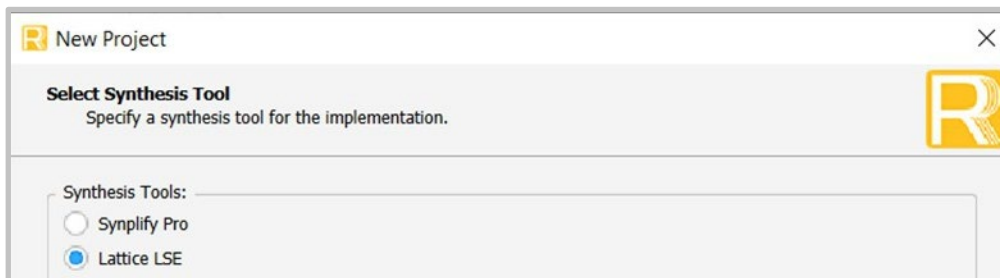 New Project
Select Synthesis Tool
Specify a synthesis tool for the implementation.
R
Synthesis Tools:
Synplify Pro
Lattice LSE